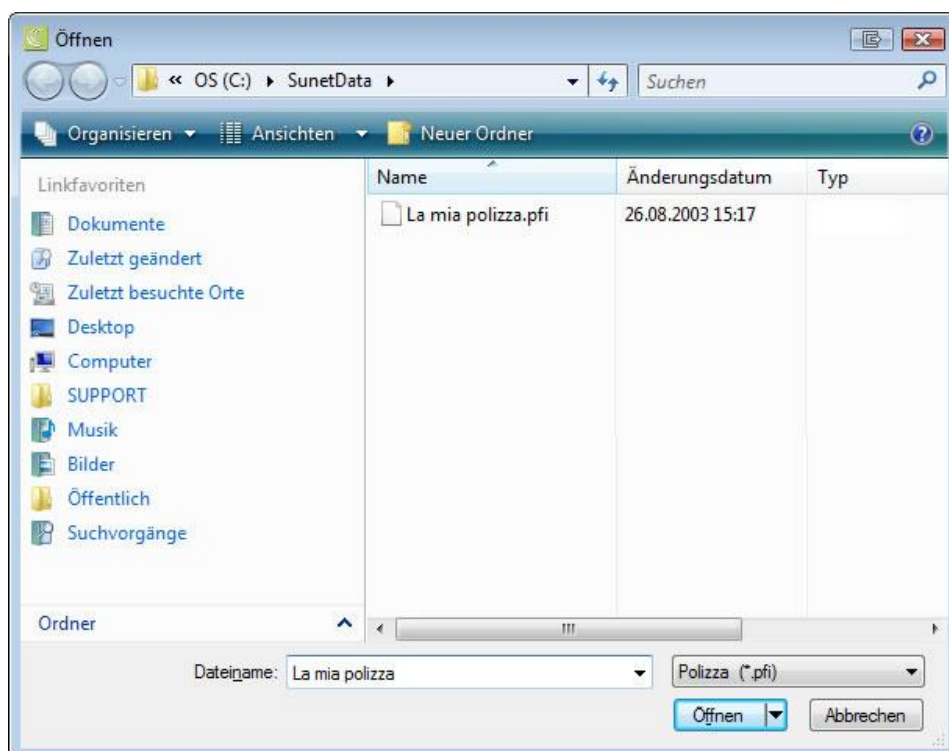 Öffnen
« OS (C:) SunetData
Suchen
Organisieren Ansichten Neuer Ordner
Linkfavoriten
Dokumente
Zuletzt geändert
Zuletzt besuchte Orte
Desktop
Computer
SUPPORT
Musik
Bilder
Öffentlich
Suchvorgänge
Ordner
Name Änderungsdatum Typ
La mia polizza.pfi 26.08.2003 15:17
Dateiname: La mia polizza Polizza (*.pfi)
Öffnen Abbrechen